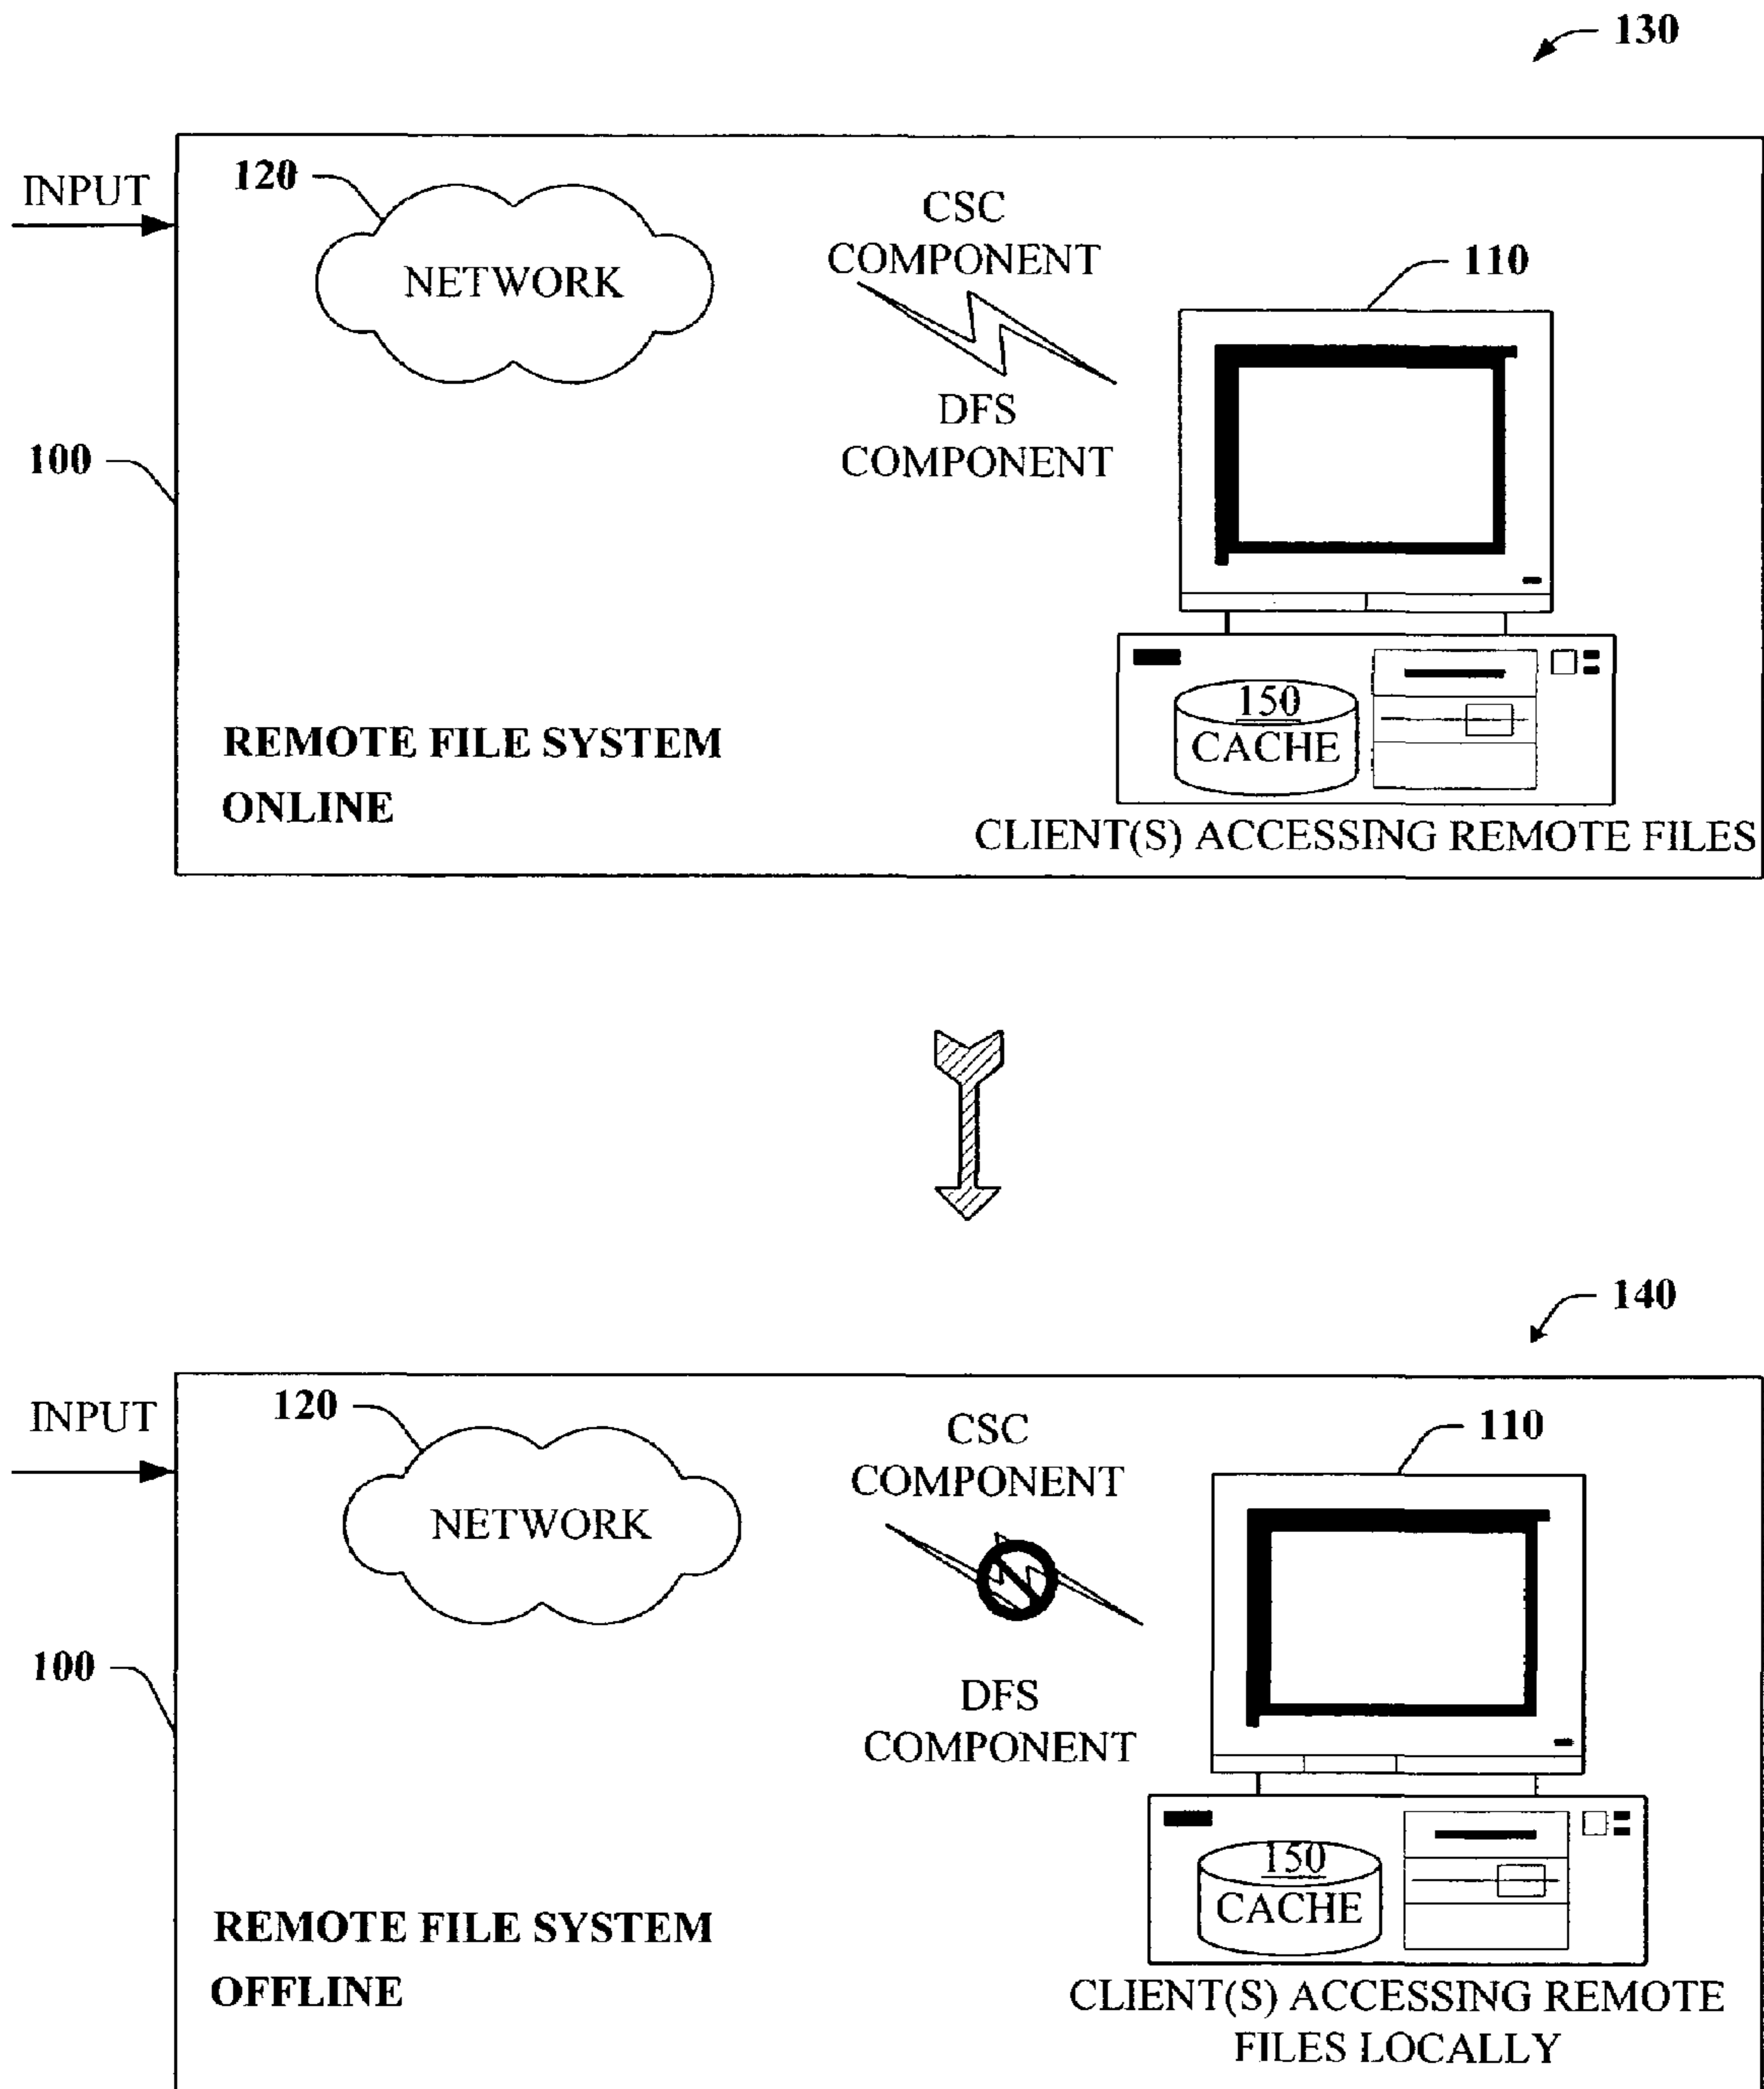 130
INPUT
120
NETWORK
CSC
COMPONENT
110
DFS
COMPONENT
100
150
CACHE
REMOTE FILE SYSTEM
ONLINE
CLIENT(S) ACCESSING REMOTE FILES
140
INPUT
120
NETWORK
CSC
COMPONENT
110
100
DFS
COMPONENT
150
CACHE
REMOTE FILE SYSTEM
OFFLINE
CLIENT(S) ACCESSING REMOTE
FILES LOCALLY